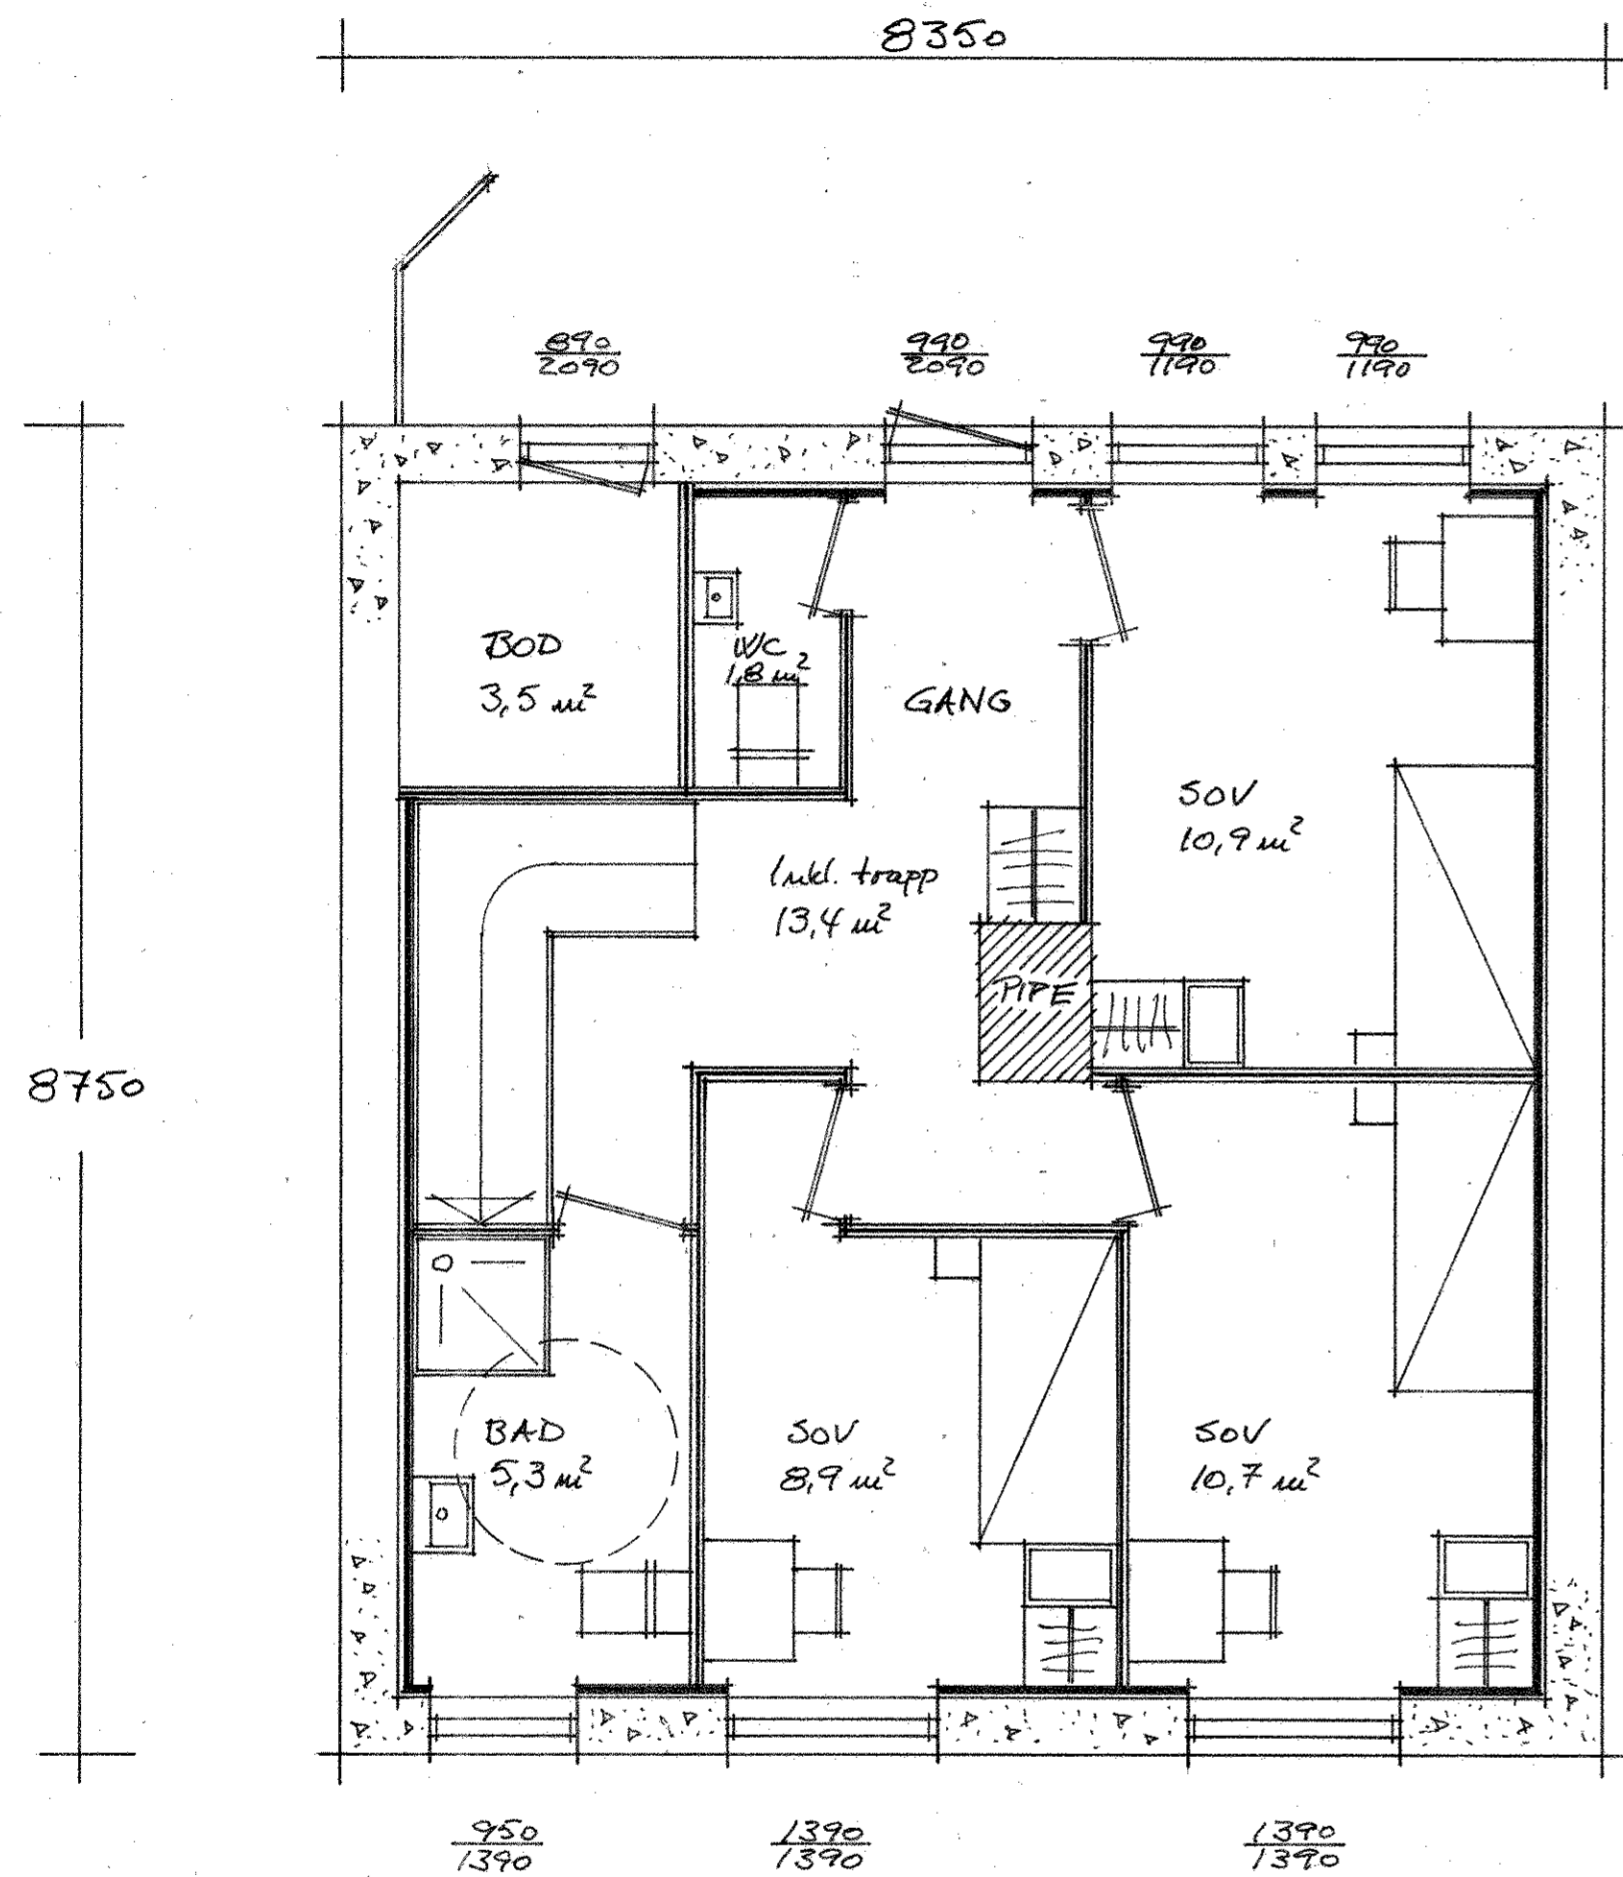 8350
890
2090
990
2090
990
1190
990
1190
BOD
3,5 m²
WC
1,8 m²
GANG
SOV
10,9 m²
Inkl. trapp
13,4 m²
PIPE
8750
BAD
5,3 m²
SOV
8,9 m²
SOV
10,7 m²
950
1390
1390
1390
1390
1390